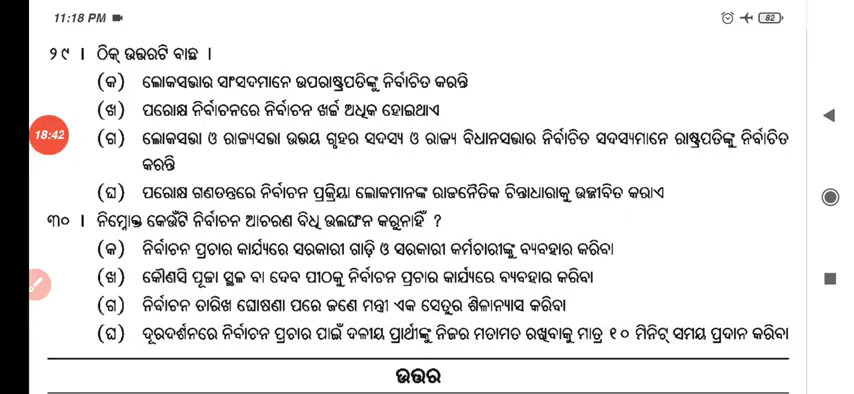 11:18 PM
82
୨୯ । ଠିକ୍ ଉତ୍ତରଟି ବାଛ ।
(କ) ଲୋକସଭାର ସାଂସଦମାନେ ଉପରାଷ୍ଟ୍ରପତିଙ୍କୁ ନିର୍ବାଚିତ କରନ୍ତି
(ଖ) ପରୋକ୍ଷ ନିର୍ବାଚନରେ ନିର୍ବାଚନ ଖର୍ଚ୍ଚ ଅଧିକ ହୋଇଥାଏ
18:42
(ଗ) ଲୋକସଭା ଓ ରାଜ୍ୟସଭା ଉଭୟ ଗୃହର ସଦସ୍ୟ ଓ ରାଜ୍ୟ ବିଧାନସଭାର ନିର୍ବାଚିତ ସଦସ୍ୟମାନେ ରାଷ୍ଟ୍ରପତିଙ୍କୁ ନିର୍ବାଚିତ
କରନ୍ତି
(ଘ) ପରୋକ୍ଷ ଗଣତନ୍ତ୍ରରେ ନିର୍ବାଚନ ପ୍ରକ୍ରିୟା ଲୋକମାନଙ୍କ ରାଜନୈତିକ ଚିନ୍ତାଧାରାକୁ ଉଜ୍ଜୀବିତ କରାଏ
୩୦ । ନିମ୍ନୋକ୍ତ କେଉଁଟି ନିର୍ବାଚନ ଆଚରଣ ବିଧି ଉଲଙ୍ଘନ କରୁନାହିଁ ?
(କ) ନିର୍ବାଚନ ପ୍ରଚାର କାର୍ଯ୍ୟରେ ସରକାରୀ ଗାଡ଼ି ଓ ସରକାରୀ କର୍ମଚାରୀଙ୍କୁ ବ୍ୟବହାର କରିବା
(ଖ) କୌଣସି ପୂଜା ସ୍ଥଳ ବା ଦେବ ପୀଠକୁ ନିର୍ବାଚନ ପ୍ରଚାର କାର୍ଯ୍ୟରେ ବ୍ୟବହାର କରିବା
(ଗ) ନିର୍ବାଚନ ତାରିଖ ଘୋଷଣା ପରେ ଜଣେ ମନ୍ତ୍ରୀ ଏକ ସେତୁର ଶିଳାନ୍ୟାସ କରିବା
(ଘ) ଦୂରଦର୍ଶନରେ ନିର୍ବାଚନ ପ୍ରଚାର ପାଇଁ ଦଳୀୟ ପ୍ରାର୍ଥୀଙ୍କୁ ନିଜର ମତାମତ ରଖିବାକୁ ମାତ୍ର ୧୦ ମିନିଟ୍ ସମୟ ପ୍ରଦାନ କରିବା
ଉତ୍ତର